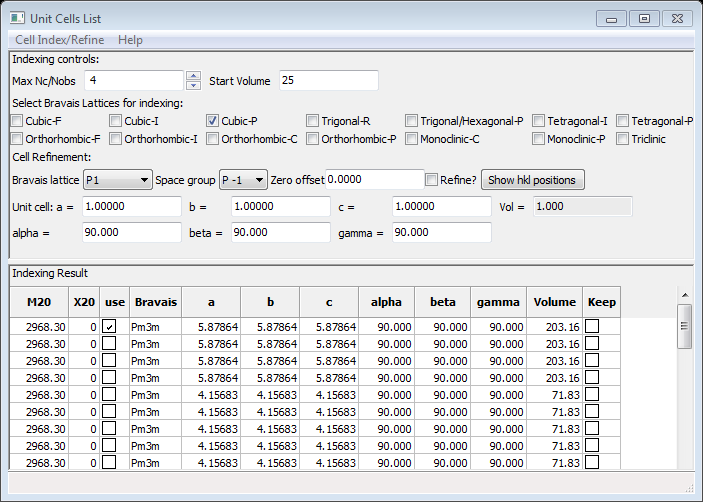 Unit Cells List
Cell Index/Refine Help
Indexing controls:
Max Nc/Nobs 4 Start Volume 25
Select Bravais Lattices for indexing:
Cubic-F Cubic-I Cubic-P Trigonal-R Trigonal/Hexagonal-P Tetragonal-I Tetragonal-P
Orthorhombic-F Orthorhombic-I Orthorhombic-C Orthorhombic-P Monoclinic-C Monoclinic-P Triclinic
Cell Refinement:
Bravais lattice P1 Space group P -1 Zero offset 0.0000 Refine? Show hkl positions
Unit cell: a = 1.00000 b = 1.00000 c = 1.00000 Vol = 1.000
alpha = 90.000 beta = 90.000 gamma = 90.000
Indexing Result
M20 X20 use Bravais a b c alpha beta gamma Volume Keep
2968.30 0 Pm3m 5.87864 5.87864 5.87864 90.000 90.000 90.000 203.16
2968.30 0 Pm3m 5.87864 5.87864 5.87864 90.000 90.000 90.000 203.16
2968.30 0 Pm3m 5.87864 5.87864 5.87864 90.000 90.000 90.000 203.16
2968.30 0 Pm3m 5.87864 5.87864 5.87864 90.000 90.000 90.000 203.16
2968.30 0 Pm3m 4.15683 4.15683 4.15683 90.000 90.000 90.000 71.83
2968.30 0 Pm3m 4.15683 4.15683 4.15683 90.000 90.000 90.000 71.83
2968.30 0 Pm3m 4.15683 4.15683 4.15683 90.000 90.000 90.000 71.83
2968.30 0 Pm3m 4.15683 4.15683 4.15683 90.000 90.000 90.000 71.83
2968.30 0 Pm3m 4.15683 4.15683 4.15683 90.000 90.000 90.000 71.83